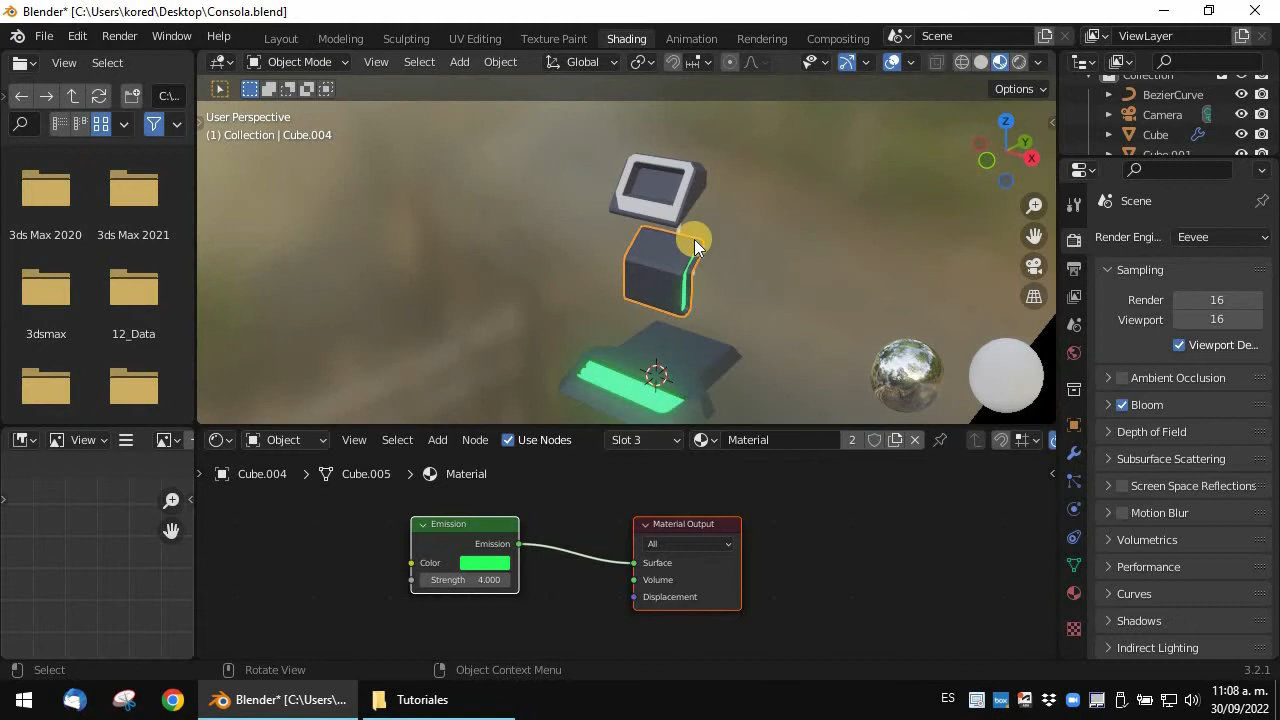 Blender* [C:\Users\kored\Desktop\Consola.blend]
File Edit Render Window Help
Layout Modeling Sculpting UV Editing Texture Paint Shading Animation Rendering Compositing
Scene
ViewLayer
View Select
Object Mode View Select Add Object
Global
Options
C:\..
User Perspective
(1) Collection | Cube.004
Z
Y
X
3ds Max 2020
3ds Max 2021
3dsmax
12_Data
Collection
BezierCurve
Camera
Cube
Cube.001
Scene
Render Engi... Eevee
Sampling
Render 16
Viewport 16
Viewport De...
Ambient Occlusion
Bloom
Depth of Field
Subsurface Scattering
Screen Space Reflections
Motion Blur
Volumetrics
Performance
Curves
Shadows
Indirect Lighting
View
Object View Select Add Node Use Nodes Slot 3 Material 2
Cube.004 > Cube.005 > Material
Emission
Emission
Color
Strength 4.000
Material Output
All
Surface
Volume
Displacement
Select
Rotate View
Object Context Menu
3.2.1
Blender* [C:\Users\...
Tutoriales
ES
box
11:08 a. m.
30/09/2022